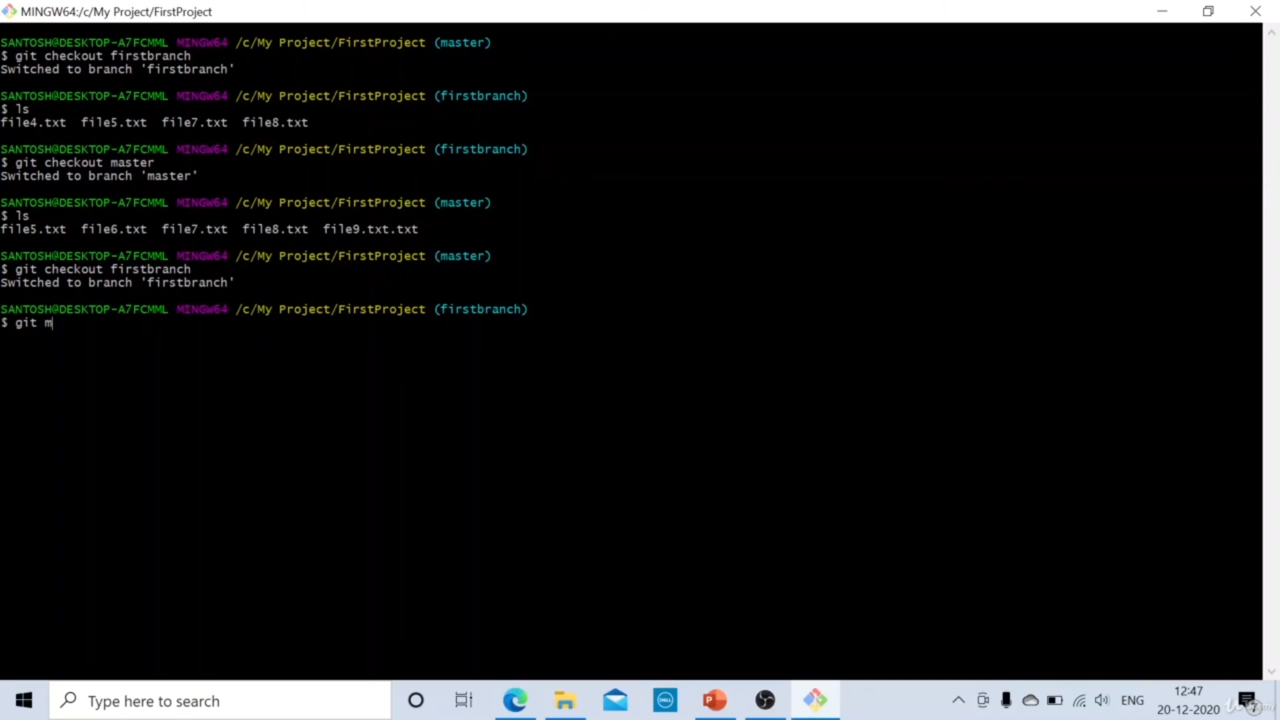 MINGW64:/c/My Project/FirstProject
SANTOSH@DESKTOP-A7FCMML MINGW64 /c/My Project/FirstProject (master)
$ git checkout firstbranch
Switched to branch 'firstbranch'
SANTOSH@DESKTOP-A7FCMML MINGW64 /c/My Project/FirstProject (firstbranch)
$ ls
file4.txt  file5.txt  file7.txt  file8.txt
SANTOSH@DESKTOP-A7FCMML MINGW64 /c/My Project/FirstProject (firstbranch)
$ git checkout master
Switched to branch 'master'
SANTOSH@DESKTOP-A7FCMML MINGW64 /c/My Project/FirstProject (master)
$ ls
file5.txt  file6.txt  file7.txt  file8.txt  file9.txt.txt
SANTOSH@DESKTOP-A7FCMML MINGW64 /c/My Project/FirstProject (master)
$ git checkout firstbranch
Switched to branch 'firstbranch'
SANTOSH@DESKTOP-A7FCMML MINGW64 /c/My Project/FirstProject (firstbranch)
$ git m
Type here to search
DELL
P
ENG
12:47
20-12-2020